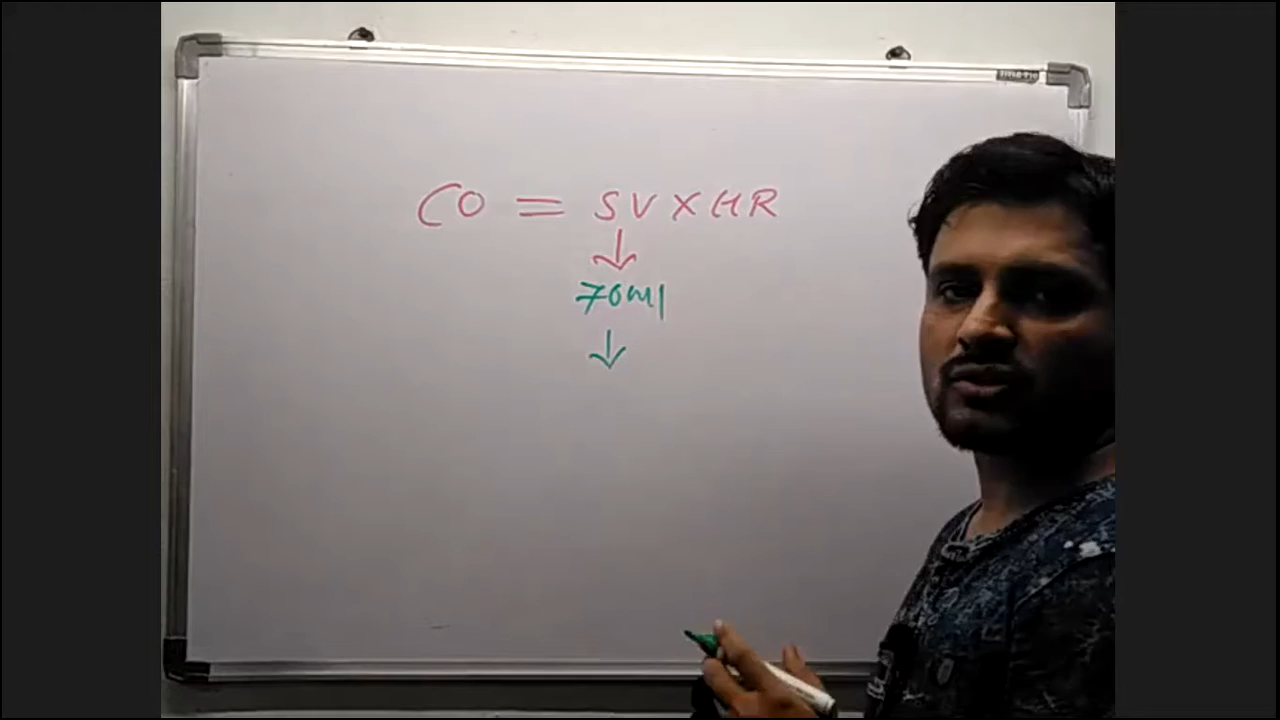 CO = SV X HR
↓
70ml
↓